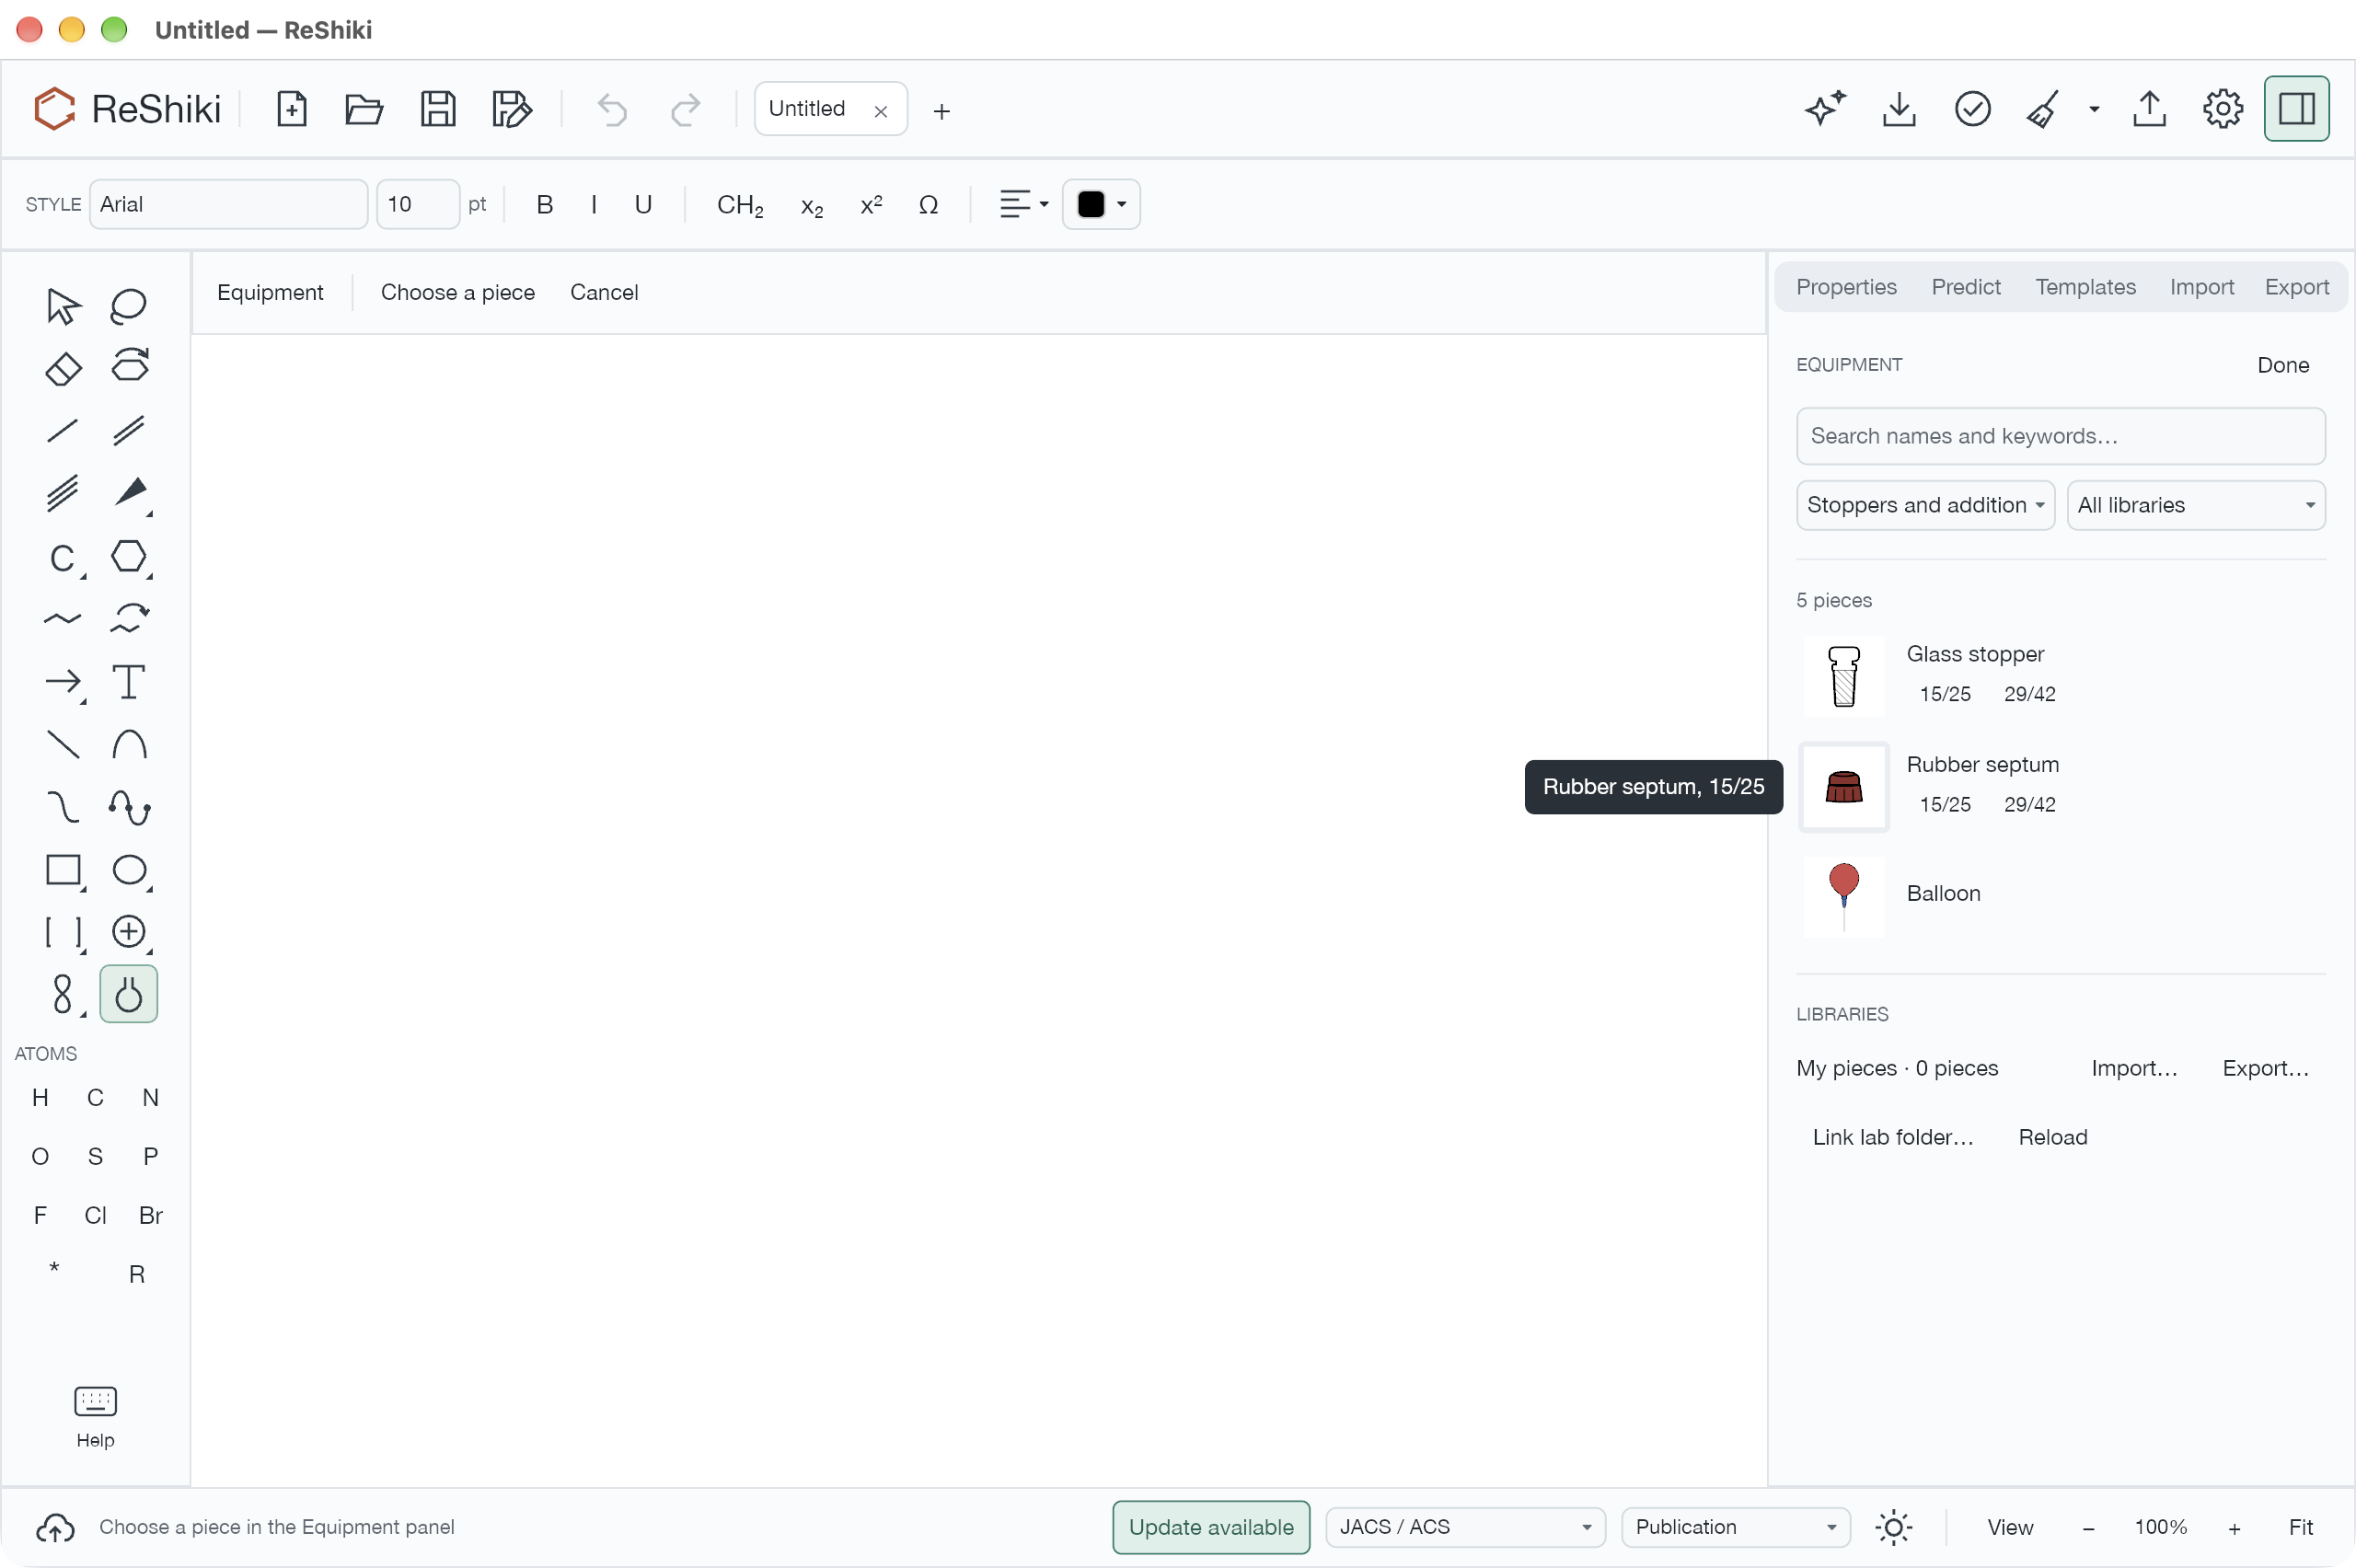 Untitled — ReShiki
ReShiki
Untitled
STYLE Arial 10 pt B I U CH₂ x₂ x² Ω
Equipment Choose a piece Cancel
Properties Predict Templates Import Export
EQUIPMENT Done
Search names and keywords...
Stoppers and addition All libraries
5 pieces
Glass stopper
15/25 29/42
Rubber septum
15/25 29/42
Rubber septum, 15/25
Balloon
LIBRARIES
My pieces · 0 pieces Import... Export...
Link lab folder... Reload
C
T
ATOMS
H C N
O S P
F Cl Br
* R
Help
Choose a piece in the Equipment panel
Update available JACS / ACS Publication View − 100% + Fit